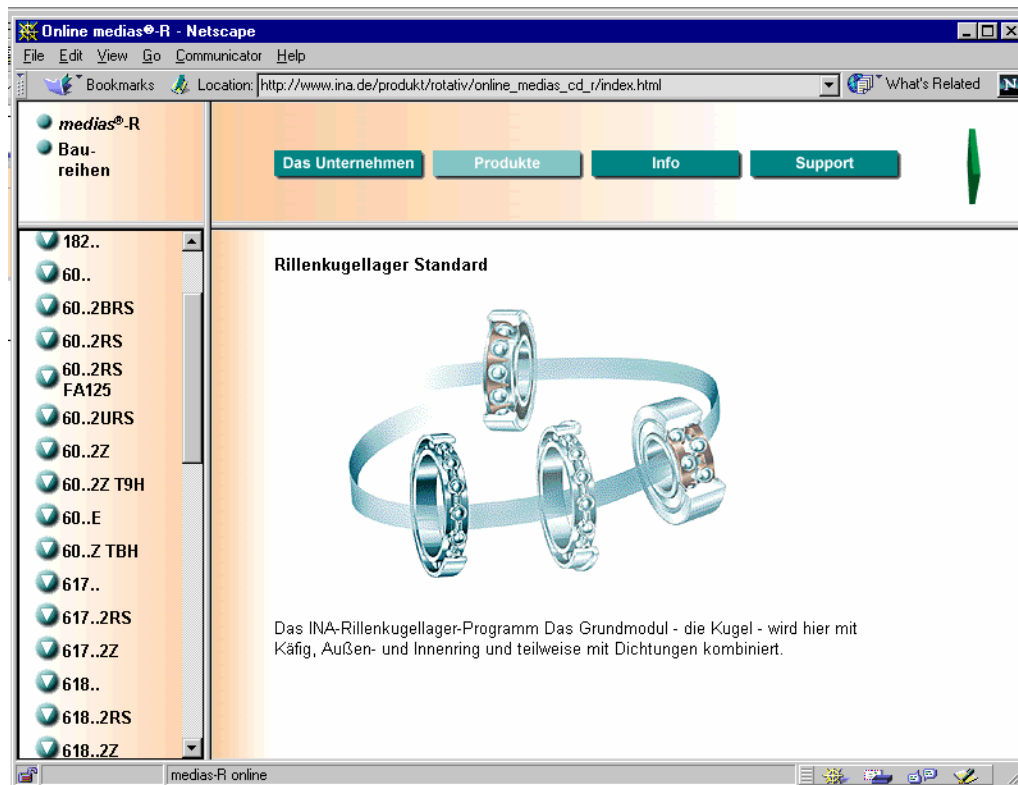 Online medias®-R - Netscape
File Edit View Go Communicator Help
Bookmarks Location: http://www.ina.de/produkt/rotativ/online_medias_cd_r/index.html What's Related N
medias®-R
Bau-
reihen
Das Unternehmen Produkte Info Support
182..
60..
60..2BRS
60..2RS
60..2RS
FA125
60..2URS
60..2Z
60..2Z T9H
60..E
60..Z TBH
617..
617..2RS
617..2Z
618..
618..2RS
618..2Z
Rillenkugellager Standard
Das INA-Rillenkugellager-Programm Das Grundmodul - die Kugel - wird hier mit
Käfig, Außen- und Innenring und teilweise mit Dichtungen kombiniert.
medias-R online